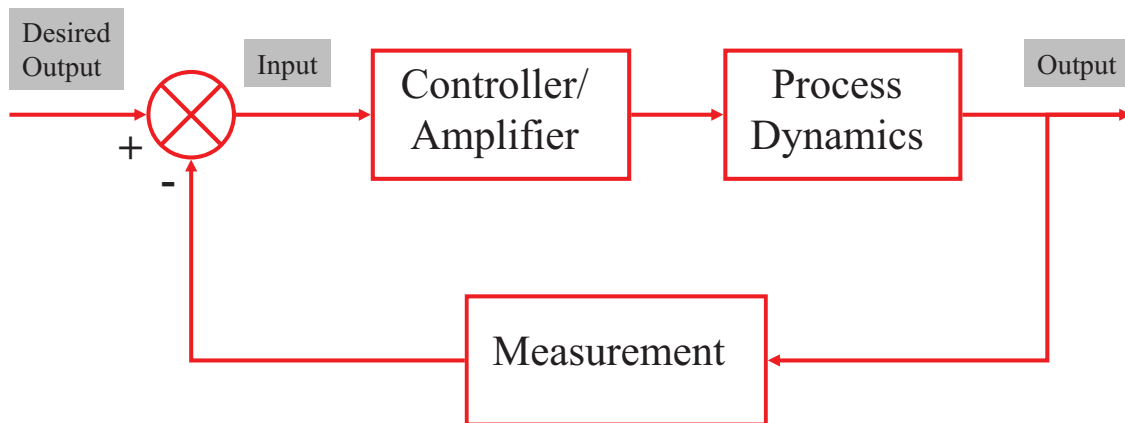 Desired
Output
Input
Controller/
Amplifier
Process
Dynamics
Output
+
-
Measurement